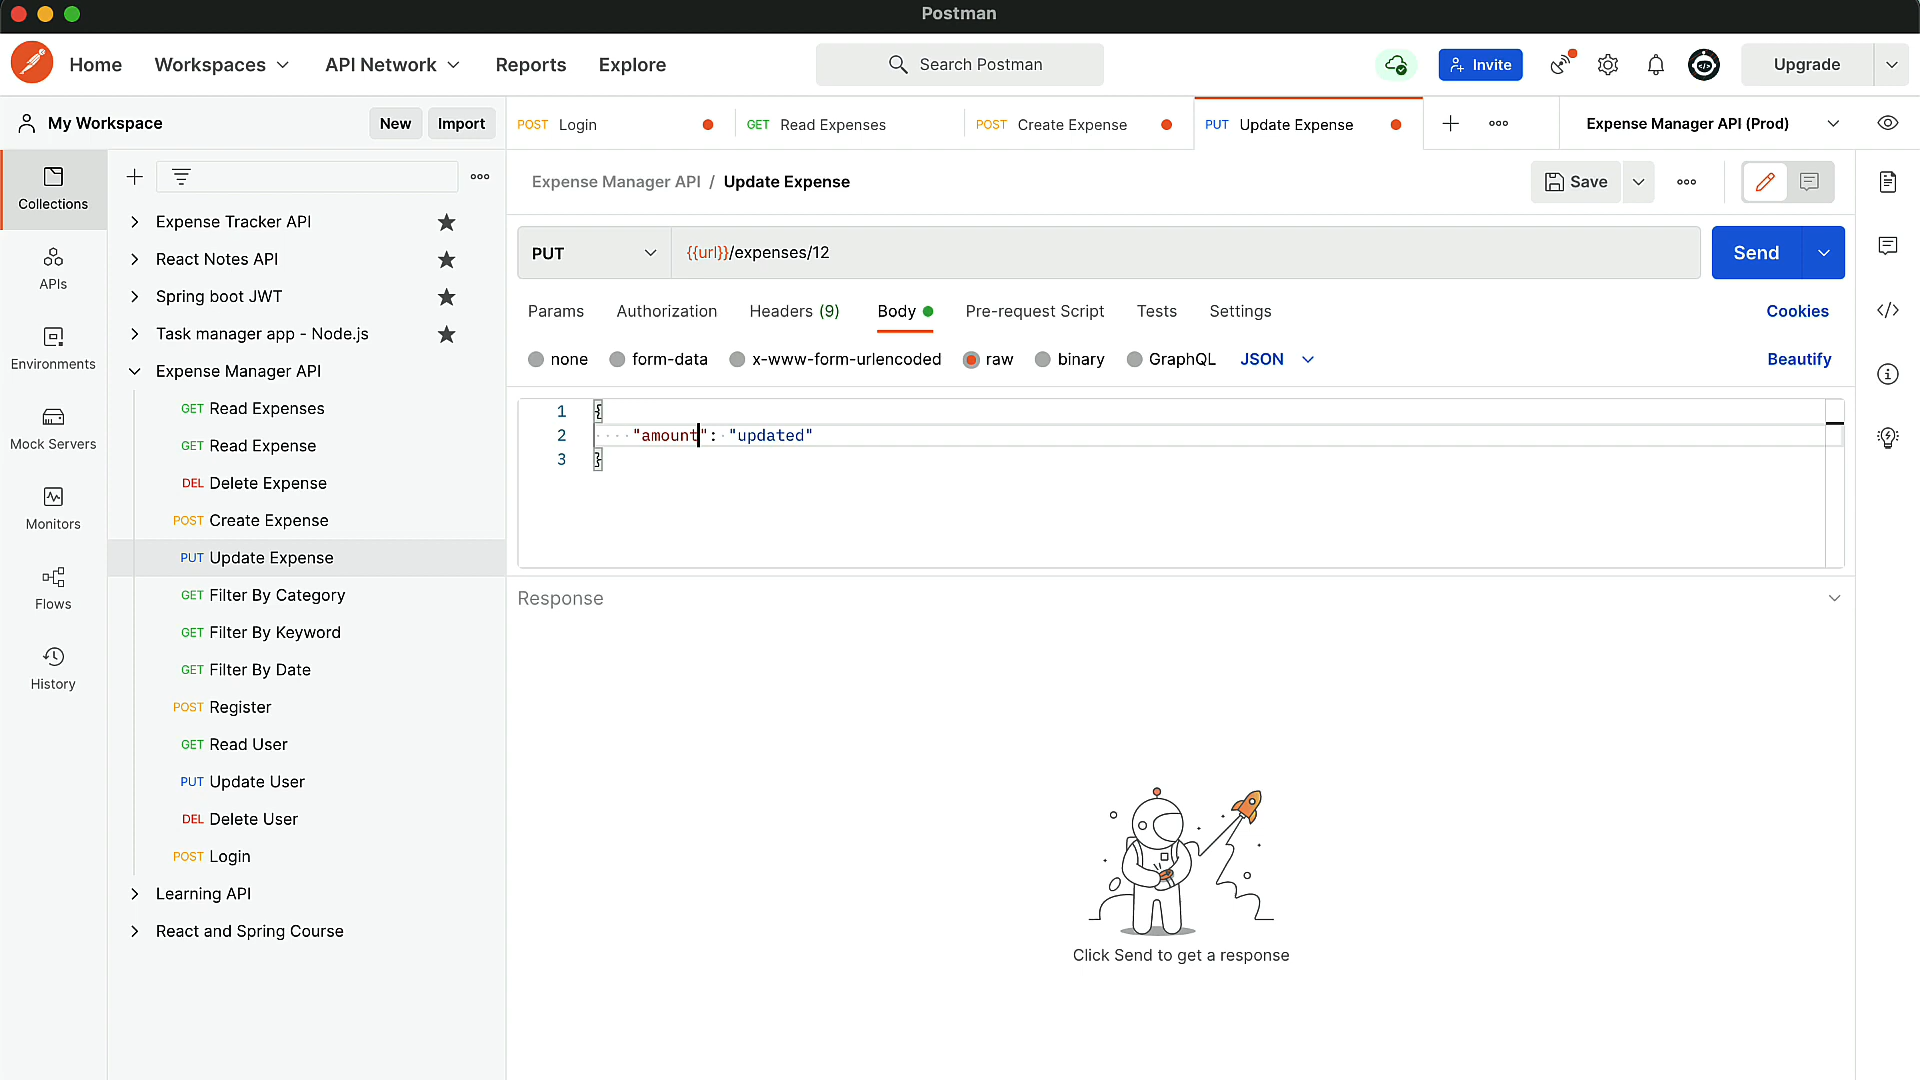 Postman
Home
Workspaces
API Network
Reports
Explore
Search Postman
Invite
Upgrade
My Workspace
New
Import
POST Login
GET Read Expenses
POST Create Expense
PUT Update Expense
Expense Manager API (Prod)
Collections
APIs
Environments
Mock Servers
Monitors
Flows
History
Expense Tracker API
React Notes API
Spring boot JWT
Task manager app - Node.js
Expense Manager API
GET Read Expenses
GET Read Expense
DEL Delete Expense
POST Create Expense
PUT Update Expense
GET Filter By Category
GET Filter By Keyword
GET Filter By Date
POST Register
GET Read User
PUT Update User
DEL Delete User
POST Login
Learning API
React and Spring Course
Expense Manager API / Update Expense
Save
PUT
{{url}}/expenses/12
Send
Params
Authorization
Headers (9)
Body
Pre-request Script
Tests
Settings
Cookies
none
form-data
x-www-form-urlencoded
raw
binary
GraphQL
JSON
Beautify
1 {
2 "amount": "updated"
3 }
Response
Click Send to get a response